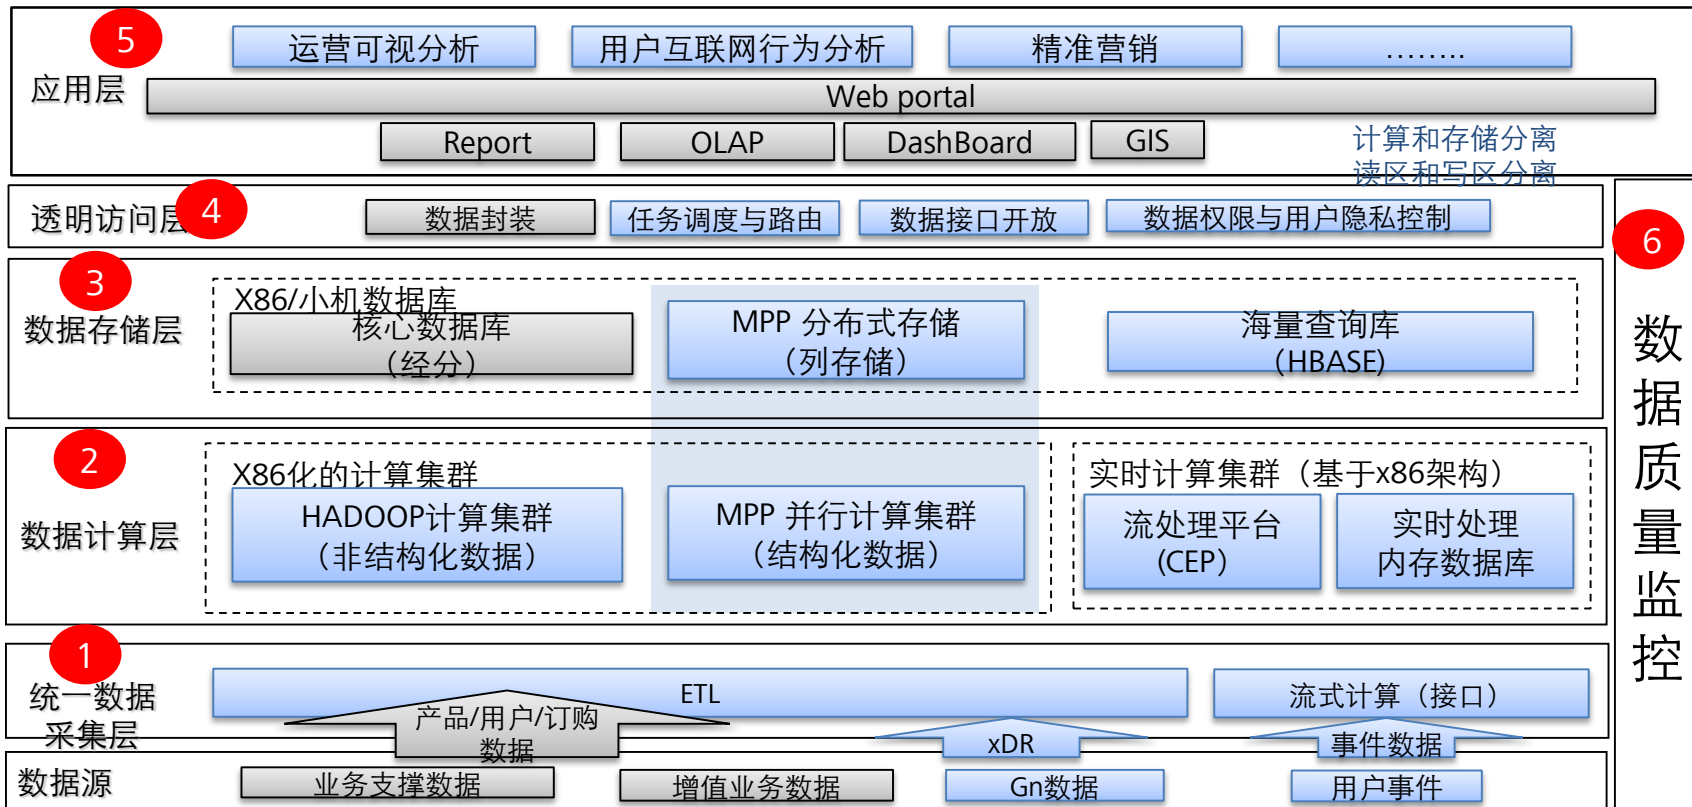 5
应用层
运营可视分析
用户互联网行为分析
精准营销
........
Web portal
Report
OLAP
DashBoard
GIS
计算和存储分离
读区和写区分离
透明访问层
4
数据封装
任务调度与路由
数据接口开放
数据权限与用户隐私控制
3
数据存储层
X86/小机数据库
核心数据库
（经分）
MPP 分布式存储
（列存储）
海量查询库
（HBASE)
2
数据计算层
X86化的计算集群
HADOOP计算集群
（非结构化数据）
MPP 并行计算集群
（结构化数据）
实时计算集群（基于x86架构）
流处理平台
(CEP）
实时处理
内存数据库
1
统一数据
采集层
ETL
流式计算（接口）
产品/用户/订购
数据
xDR
事件数据
数据源
业务支撑数据
增值业务数据
Gn数据
用户事件
6
数
据
质
量
监
控